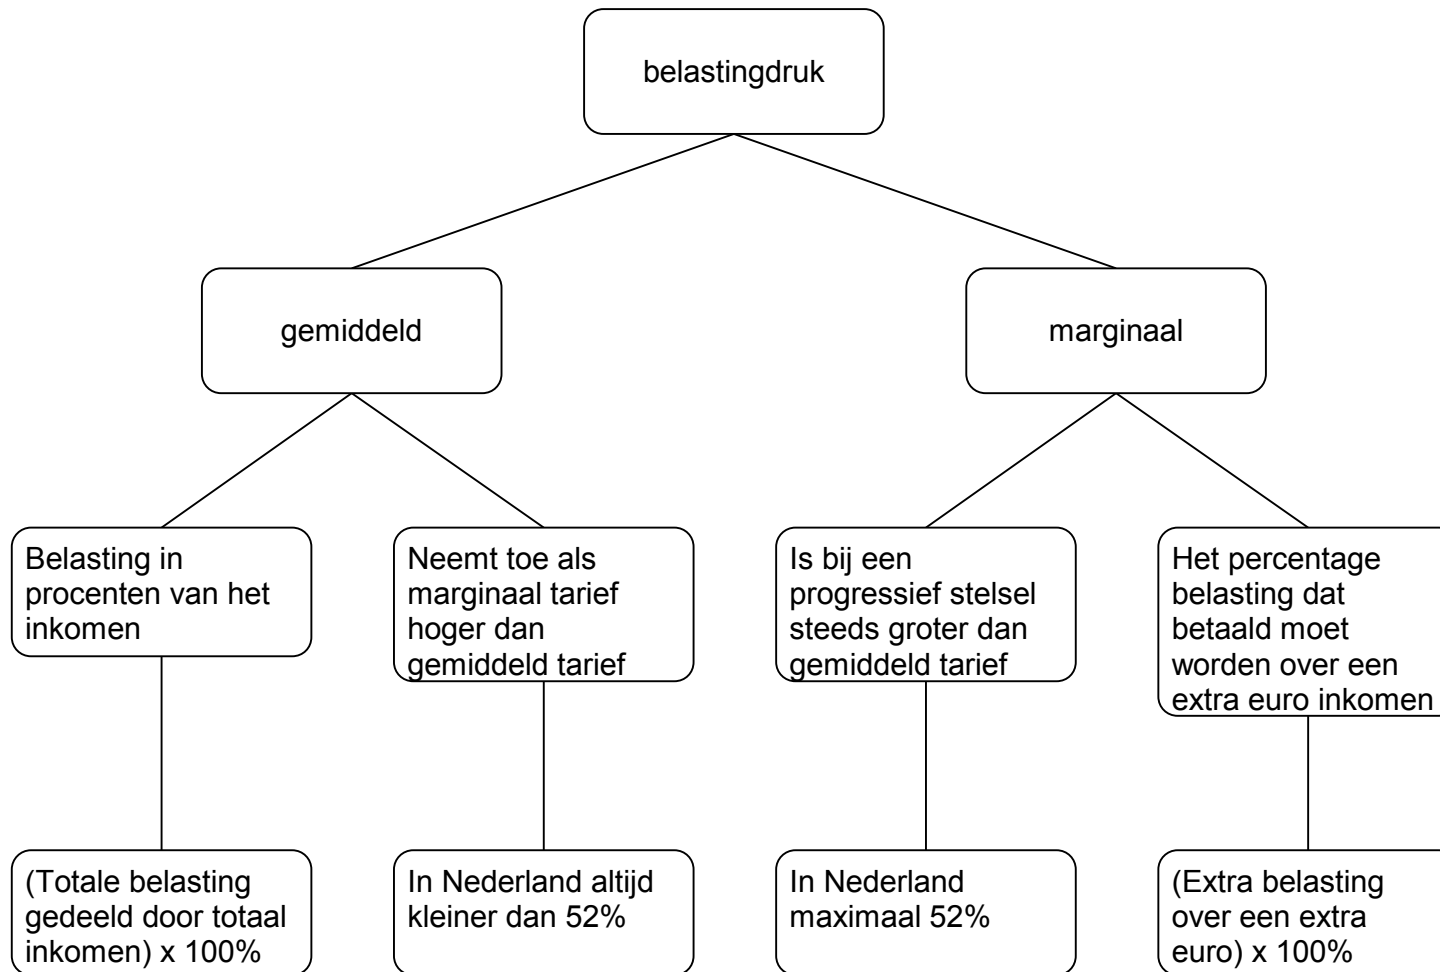 belastingdruk
gemiddeld
marginaal
Belasting in
procenten van het
inkomen
Neemt toe als
marginaal tarief
hoger dan
gemiddeld tarief
Is bij een
progressief stelsel
steeds groter dan
gemiddeld tarief
Het percentage
belasting dat
betaald moet
worden over een
extra euro inkomen
(Totale belasting
gedeeld door totaal
inkomen) x 100%
In Nederland altijd
kleiner dan 52%
In Nederland
maximaal 52%
(Extra belasting
over een extra
euro) x 100%